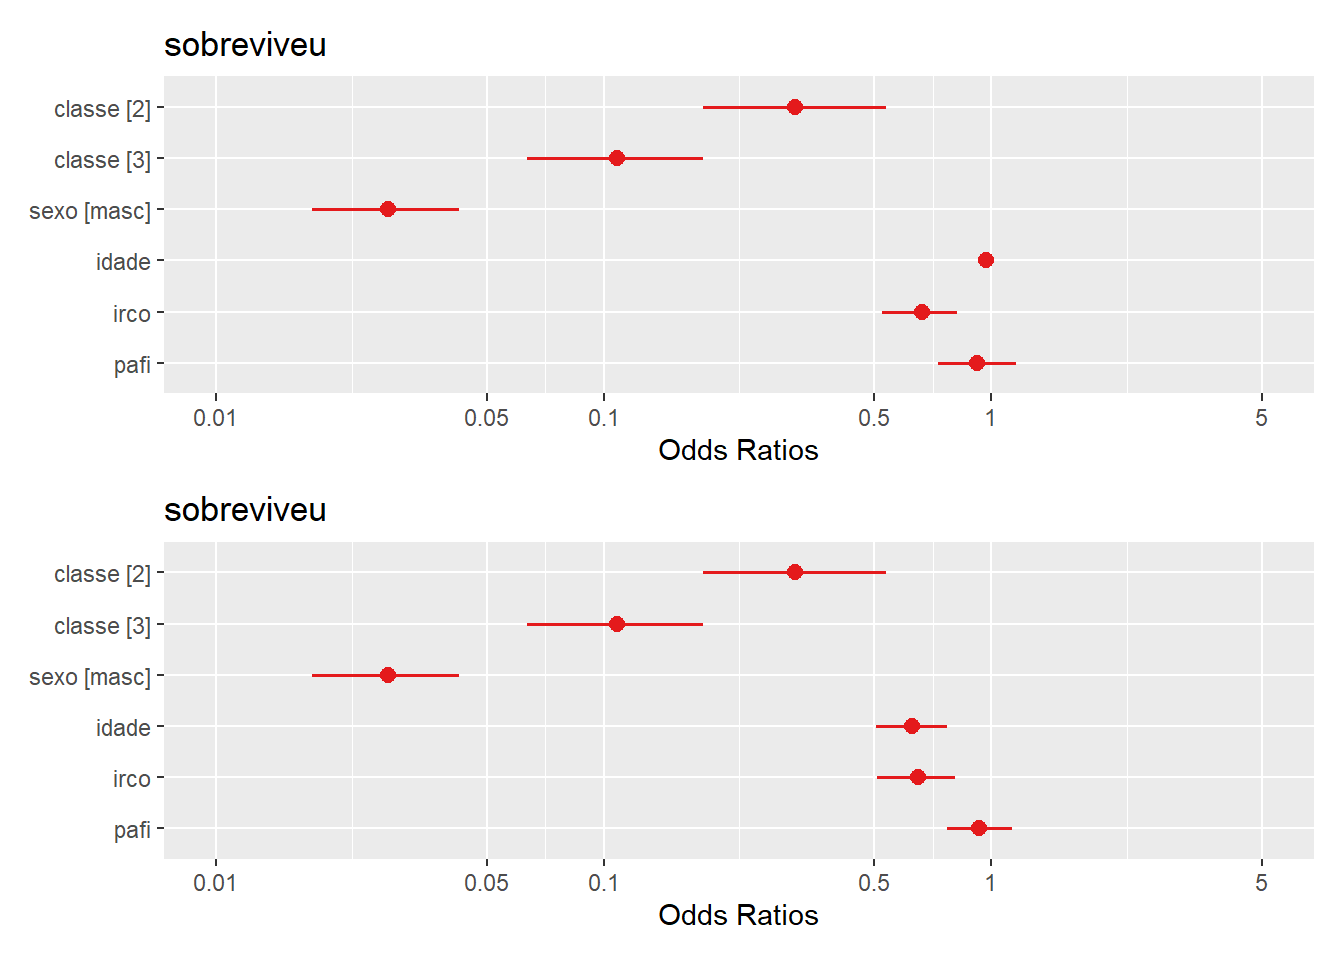 sobreviveu
classe [2]
classe [3]
sexo [masc]
idade
irco
pafi
0.01 0.05 0.1 0.5 1 5
Odds Ratios
sobreviveu
classe [2]
classe [3]
sexo [masc]
idade
irco
pafi
0.01 0.05 0.1 0.5 1 5
Odds Ratios